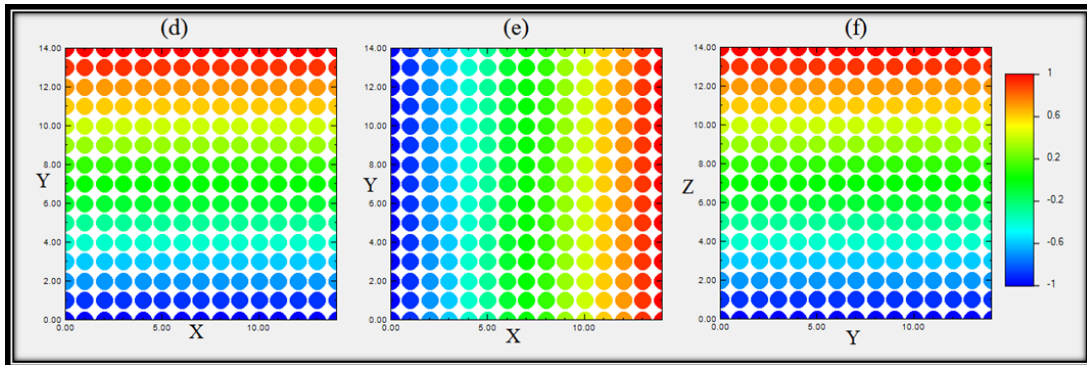 (d) (e) (f)
14.00 14.00 14.00
12.00 12.00 12.00 1
10.00 10.00 10.00 0.6
Y 8.00 Y 8.00 Z 8.00 0.2
6.00 6.00 6.00
4.00 4.00 4.00 -0.2
2.00 2.00 2.00 -0.6
0.00 0.00 0.00 -1
0.00 5.00 10.00 0.00 5.00 10.00 0.00 5.00 10.00
X X Y